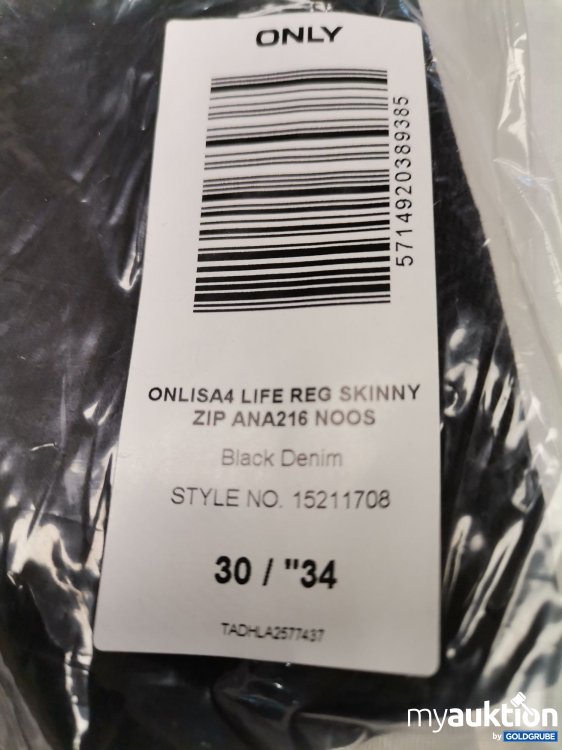 ONLY
5714920389385
ONLISA4 LIFE REG SKINNY
ZIP ANA216 NOOS
Black Denim
STYLE NO. 15211708
30 / "34
TADHLA2577437
myauktion
by GOLDGRUBE